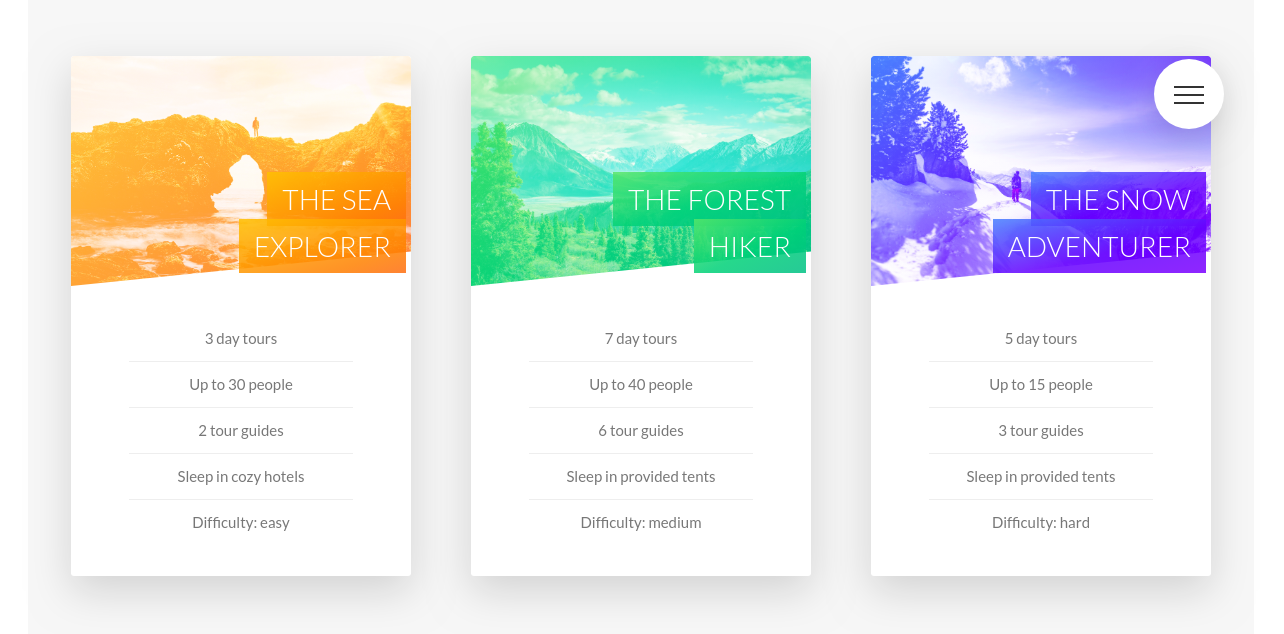 THE SEA
EXPLORER
3 day tours
Up to 30 people
2 tour guides
Sleep in cozy hotels
Difficulty: easy
THE FOREST
HIKER
7 day tours
Up to 40 people
6 tour guides
Sleep in provided tents
Difficulty: medium
THE SNOW
ADVENTURER
5 day tours
Up to 15 people
3 tour guides
Sleep in provided tents
Difficulty: hard